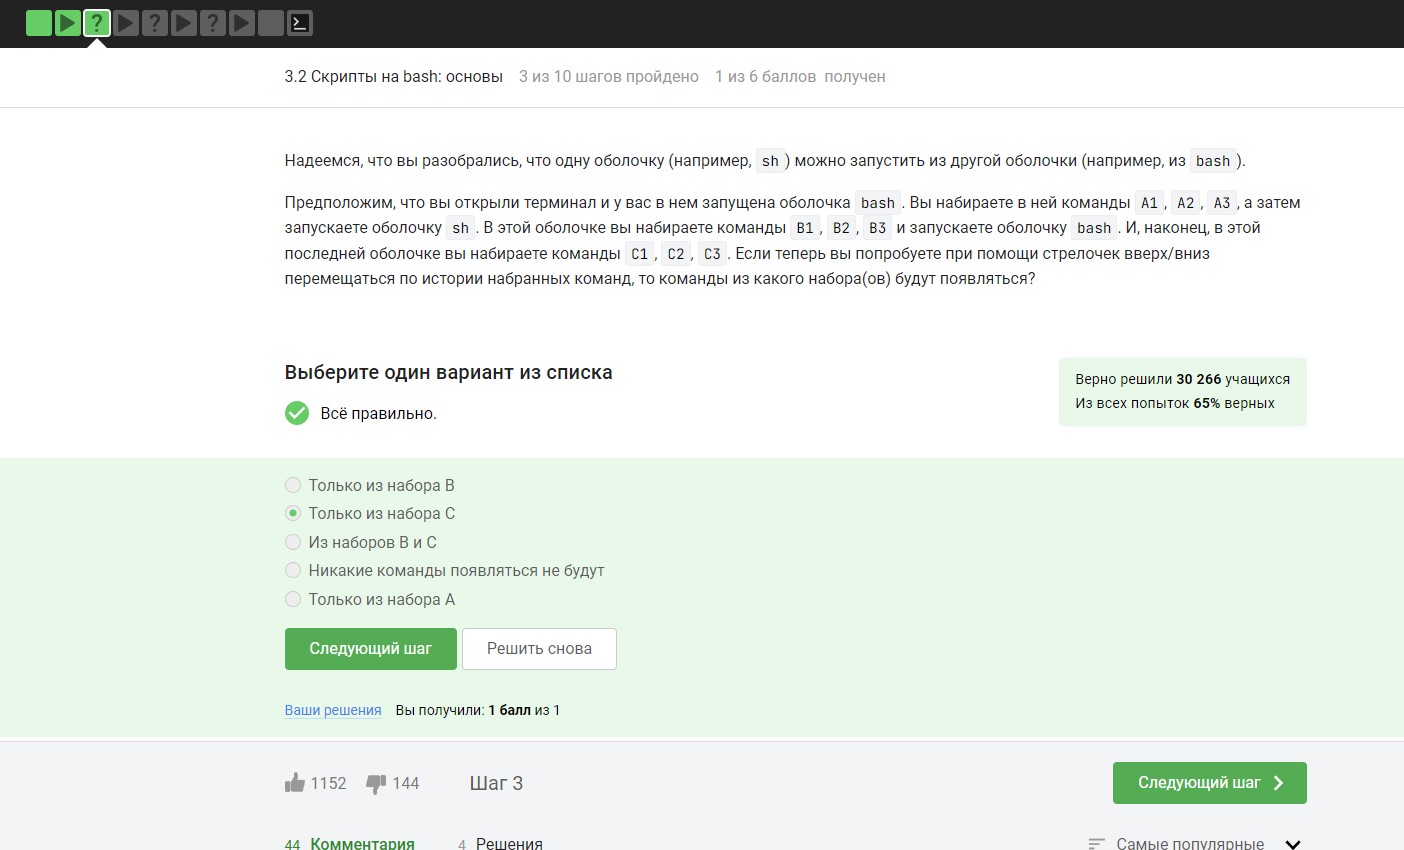 3.2 Скрипты на bash: основы 3 из 10 шагов пройдено 1 из 6 баллов получен
Надеемся, что вы разобрались, что одну оболочку (например, sh) можно запустить из другой оболочки (например, из bash).
Предположим, что вы открыли терминал и у вас в нем запущена оболочка bash. Вы набираете в ней команды A1, A2, A3, а затем
запускаете оболочку sh. В этой оболочке вы набираете команды B1, B2, B3 и запускаете оболочку bash. И, наконец, в этой
последней оболочке вы набираете команды C1, C2, C3. Если теперь вы попробуете при помощи стрелочек вверх/вниз
перемещаться по истории набранных команд, то команды из какого набора(ов) будут появляться?
Выберите один вариант из списка
Всё правильно.
Верно решили 30 266 учащихся
Из всех попыток 65% верных
Только из набора B
Только из набора C
Из наборов B и C
Никакие команды появляться не будут
Только из набора A
Следующий шаг Решить снова
Ваши решения Вы получили: 1 балл из 1
1152 144 Шаг 3 Следующий шаг
44 Комментария 4 Решения Самые популярные